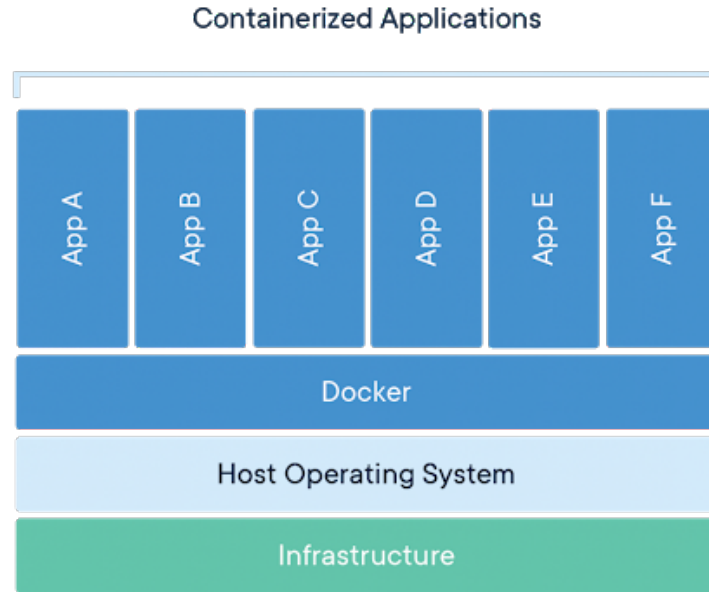 Containerized Applications
App A
App B
App C
App D
App E
App F
Docker
Host Operating System
Infrastructure